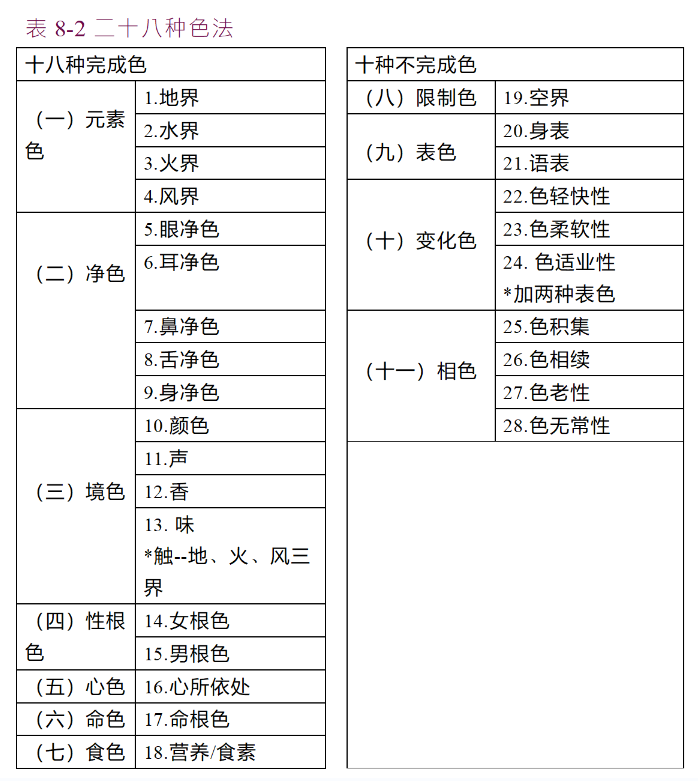 表 8-2 二十八种色法
十八种完成色
（一）元素
色
1.地界
2.水界
3.火界
4.风界
（二）净色
5.眼净色
6.耳净色
7.鼻净色
8.舌净色
9.身净色
（三）境色
10.颜色
11.声
12.香
13. 味
*触--地、火、风三
界
（四）性根
色
14.女根色
15.男根色
（五）心色
16.心所依处
（六）命色
17.命根色
（七）食色
18.营养/食素
十种不完成色
（八）限制色
19.空界
（九）表色
20.身表
21.语表
（十）变化色
22.色轻快性
23.色柔软性
24. 色适业性
*加两种表色
（十一）相色
25.色积集
26.色相续
27.色老性
28.色无常性